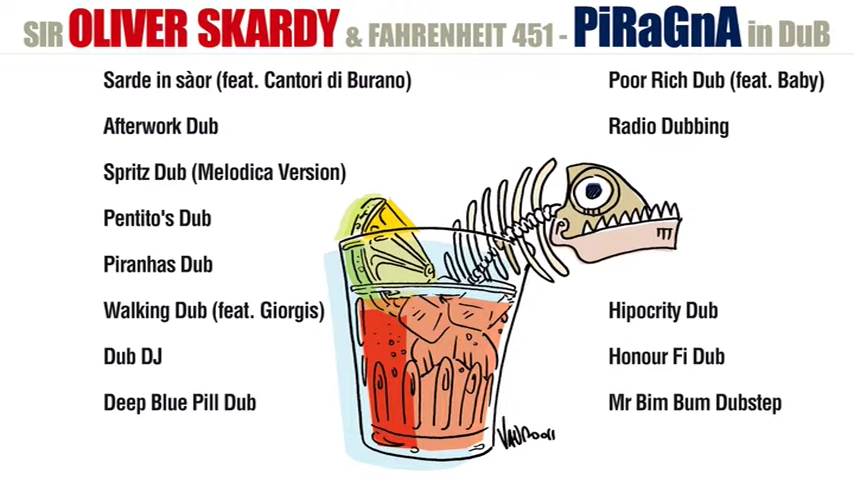 SIR OLIVER SKARDY & FAHRENHEIT 451 - PiRaGnA in DuB
Sarde in sàor (feat. Cantori di Burano)
Afterwork Dub
Spritz Dub (Melodica Version)
Pentito's Dub
Piranhas Dub
Walking Dub (feat. Giorgis)
Dub DJ
Deep Blue Pill Dub
Poor Rich Dub (feat. Baby)
Radio Dubbing
Hipocrity Dub
Honour Fi Dub
Mr Bim Bum Dubstep